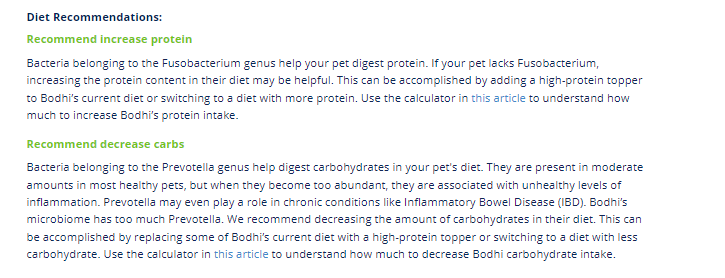 Diet Recommendations:
Recommend increase protein
Bacteria belonging to the Fusobacterium genus help your pet digest protein. If your pet lacks Fusobacterium,
increasing the protein content in their diet may be helpful. This can be accomplished by adding a high-protein topper
to Bodhi's current diet or switching to a diet with more protein. Use the calculator in this article to understand how
much to increase Bodhi's protein intake.
Recommend decrease carbs
Bacteria belonging to the Prevotella genus help digest carbohydrates in your pet's diet. They are present in moderate
amounts in most healthy pets, but when they become too abundant, they are associated with unhealthy levels of
inflammation. Prevotella may even play a role in chronic conditions like Inflammatory Bowel Disease (IBD). Bodhi's
microbiome has too much Prevotella. We recommend decreasing the amount of carbohydrates in their diet. This can
be accomplished by replacing some of Bodhi's current diet with a high-protein topper or switching to a diet with less
carbohydrate. Use the calculator in this article to understand how much to decrease Bodhi carbohydrate intake.